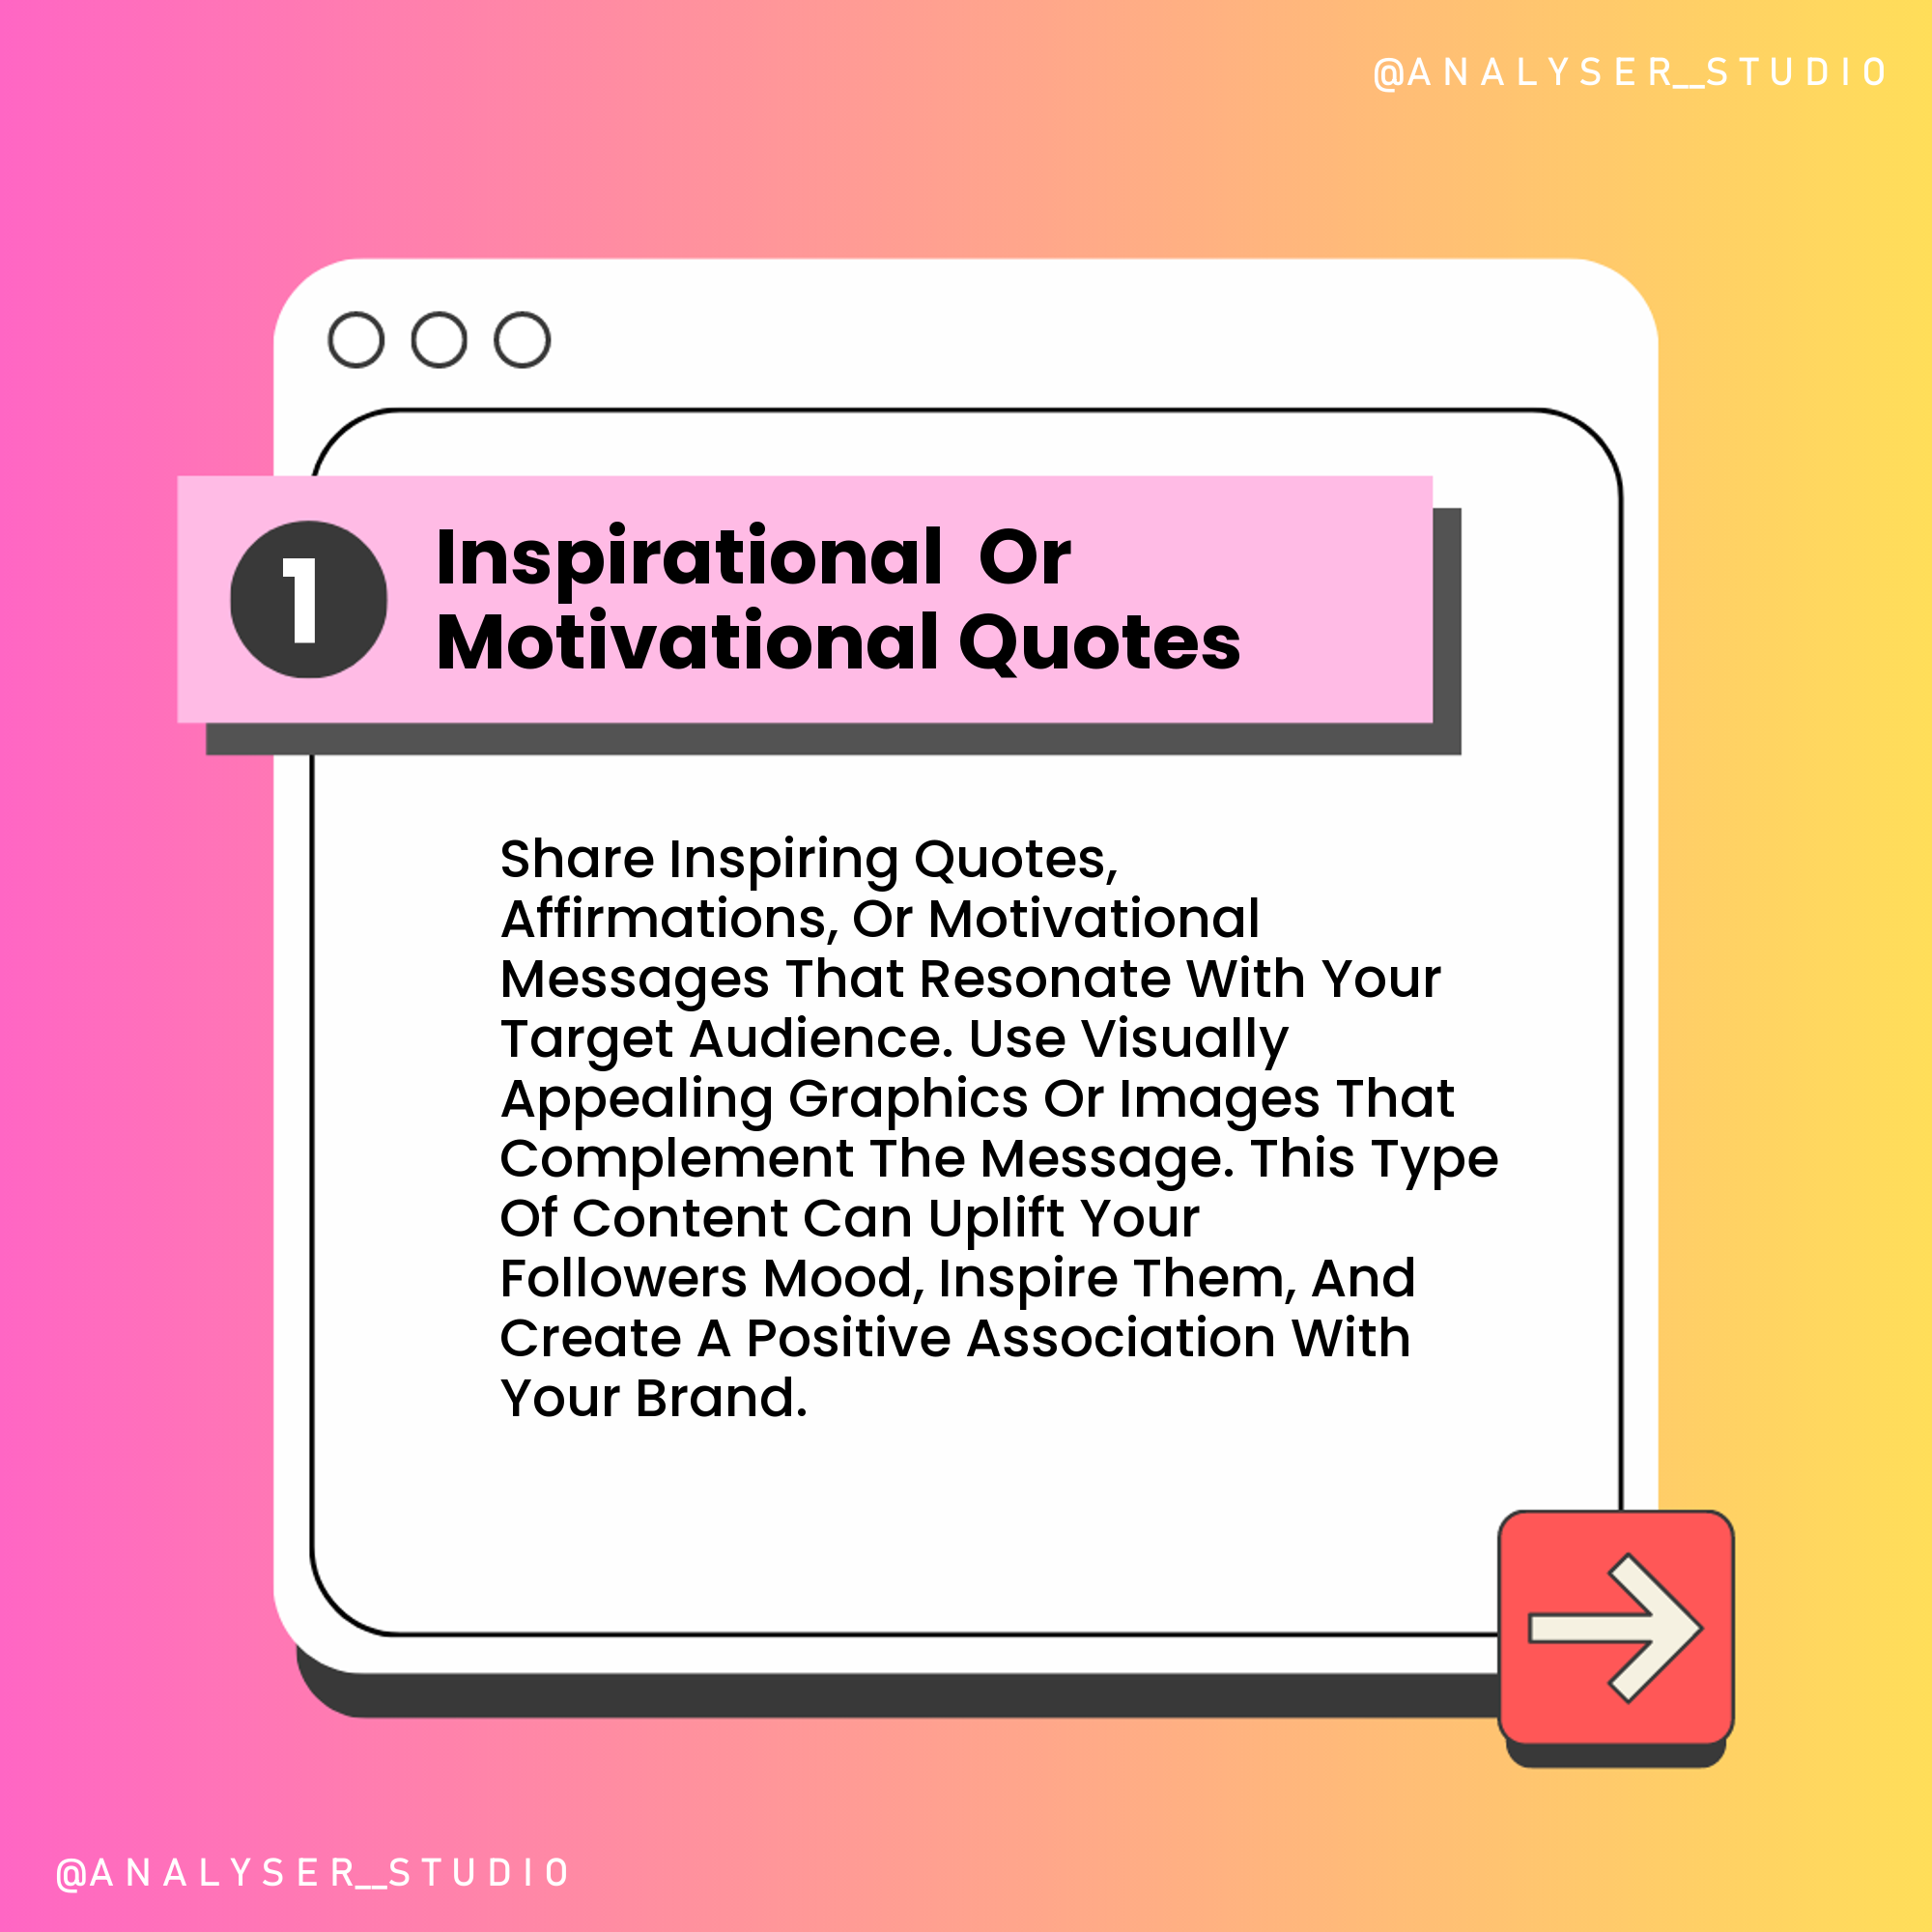 @ANALYSER__STUDIO
1
Inspirational Or
Motivational Quotes
Share Inspiring Quotes,
Affirmations, Or Motivational
Messages That Resonate With Your
Target Audience. Use Visually
Appealing Graphics Or Images That
Complement The Message. This Type
Of Content Can Uplift Your
Followers Mood, Inspire Them, And
Create A Positive Association With
Your Brand.
@ANALYSER__STUDIO